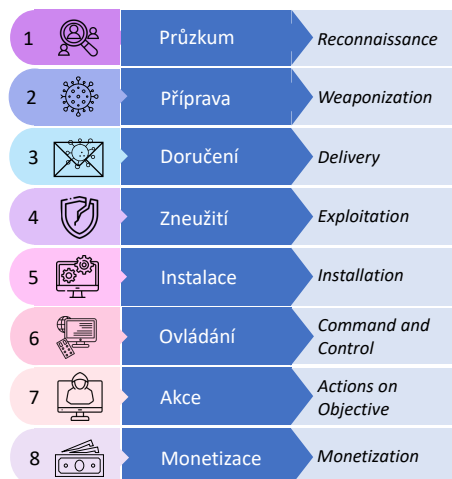 1 Průzkum Reconnaissance
2 Příprava Weaponization
3 Doručení Delivery
4 Zneužití Exploitation
5 Instalace Installation
6 Ovládání Command and
Control
7 Akce Actions on
Objective
8 Monetizace Monetization